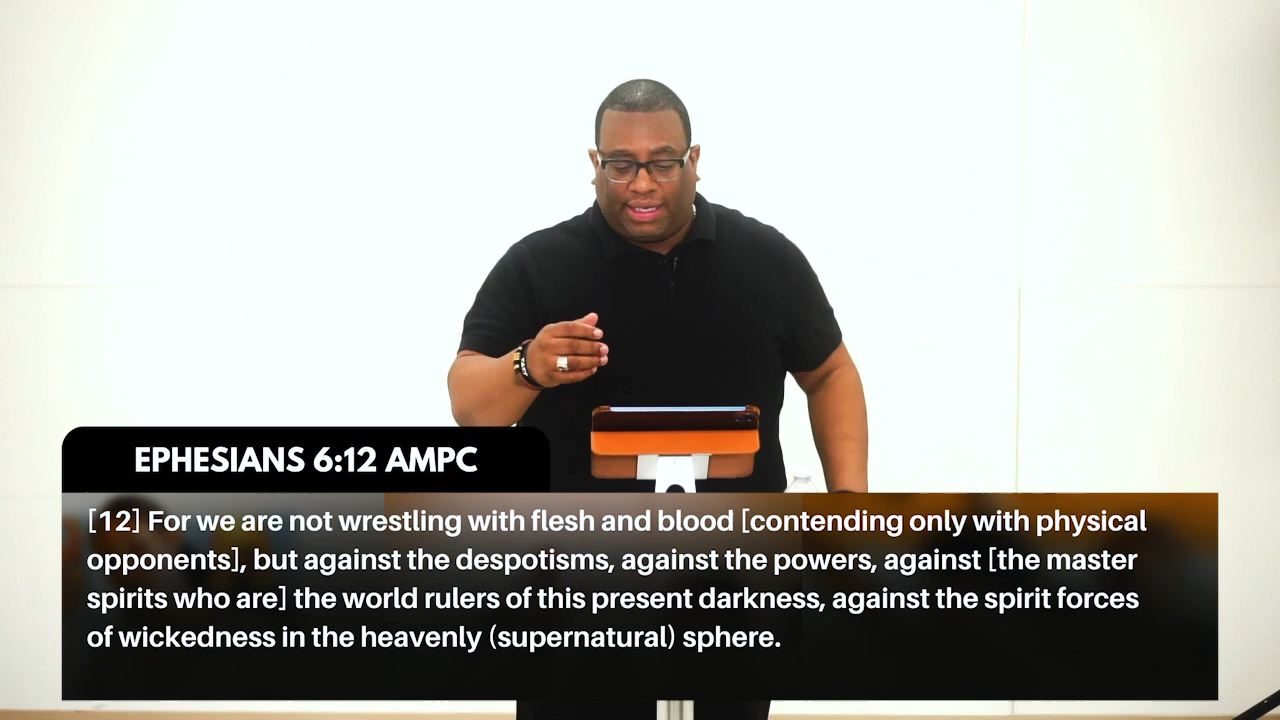 EPHESIANS 6:12 AMPC
[12] For we are not wrestling with flesh and blood [contending only with physical
opponents], but against the despotisms, against the powers, against [the master
spirits who are] the world rulers of this present darkness, against the spirit forces
of wickedness in the heavenly (supernatural) sphere.